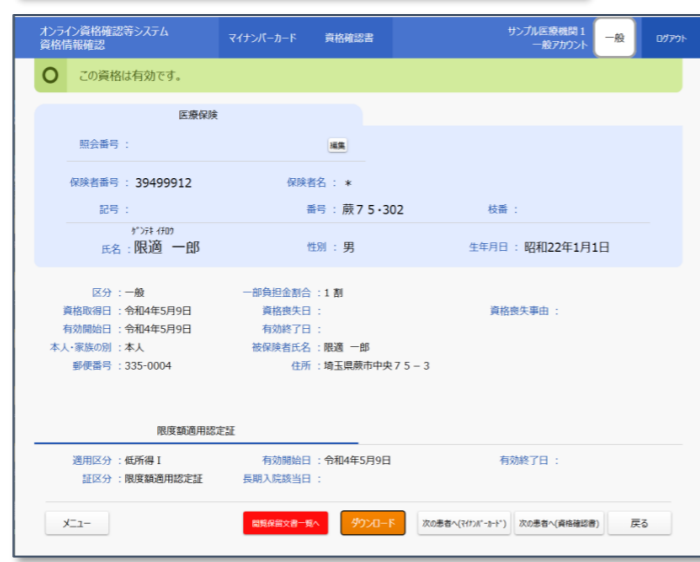 オンライン資格確認等システム
資格情報確認
マイナンバーカード 資格確認書
サンプル医療機関1
一般アカウント
一般
ログアウト
この資格は有効です。
医療保険
照会番号 :
編集
保険者番号 : 39499912 保険者名 : *
記号 : 番号 : 蕨75・302 枝番 :
ゲンテキ イチロウ
氏名 : 限適 一郎 性別 : 男 生年月日 : 昭和22年1月1日
区分 : 一般 一部負担金割合 : 1 割
資格取得日 : 令和4年5月9日 資格喪失日 : 資格喪失事由 :
有効開始日 : 令和4年5月9日 有効終了日 :
本人・家族の別 : 本人 被保険者氏名 : 限適 一郎
郵便番号 : 335-0004 住所 : 埼玉県蕨市中央75-3
限度額適用認定証
適用区分 : 低所得Ⅰ 有効開始日 : 令和4年5月9日 有効終了日 :
証区分 : 限度額適用認定証 長期入院該当日 :
メニュー 閲覧保留文書一覧へ ダウンロード 次の患者へ(マイナンバーカード) 次の患者へ(資格確認書) 戻る